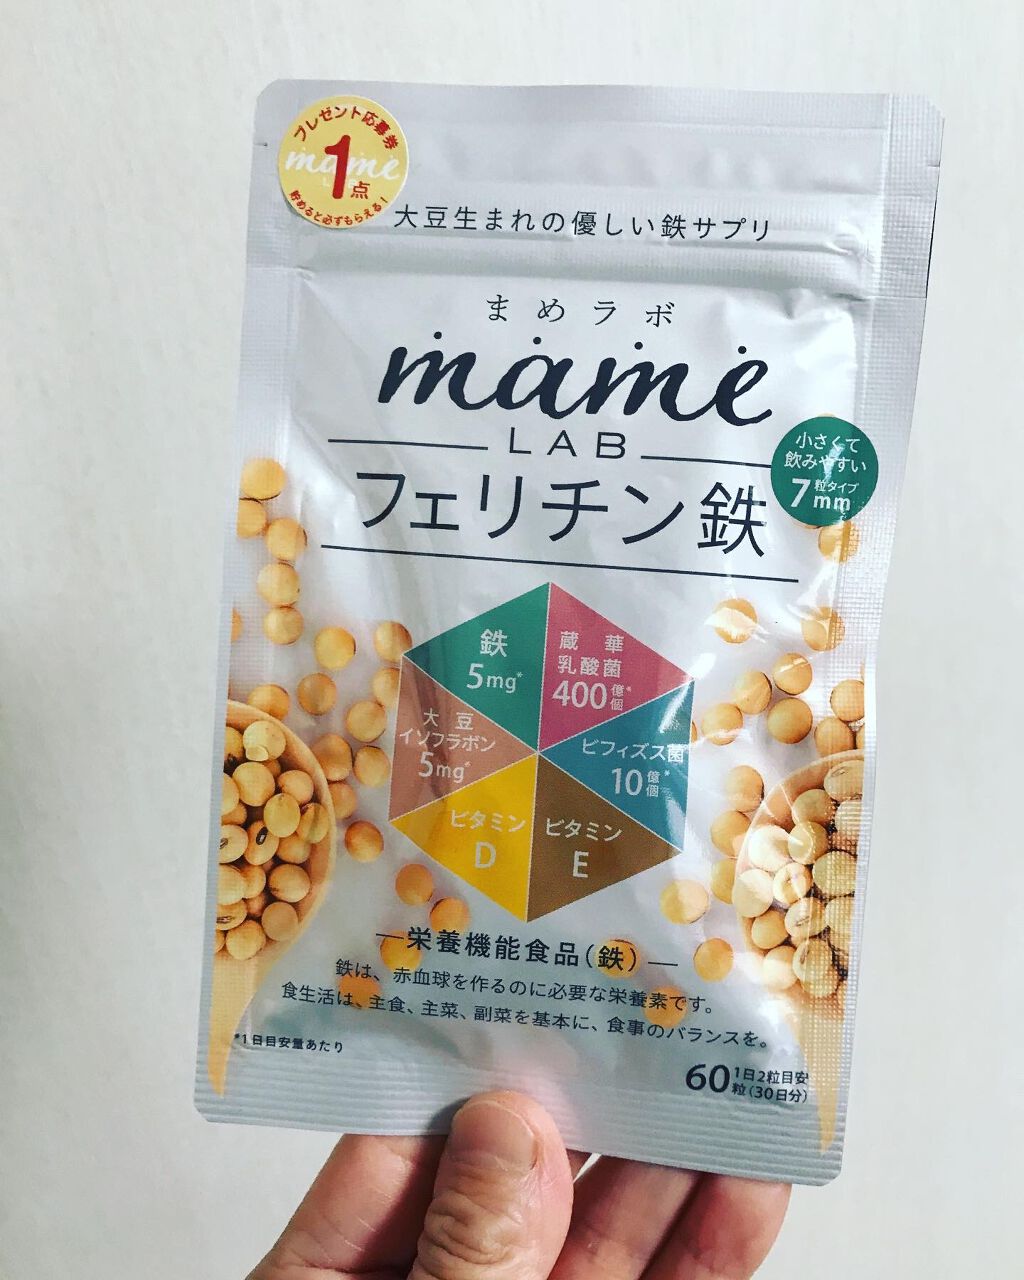 プレゼント応募券
mame
1点
貯めると必ずもらえる!
大豆生まれの優しい鉄サプリ
まめラボ
mame
LAB
フェリチン鉄
小さくて
飲みやすい
7mm 粒タイプ
鉄
5mg*
蔵華
乳酸菌
400億個*
大豆
イソフラボン
5mg*
ビフィズス菌
10億個*
ビタミン
D
ビタミン
E
栄養機能食品(鉄)
鉄は、赤血球を作るのに必要な栄養素です。
食生活は、主食、主菜、副菜を基本に、食事のバランスを。
*1日目安量あたり
60粒 1日2粒目安
(30日分)